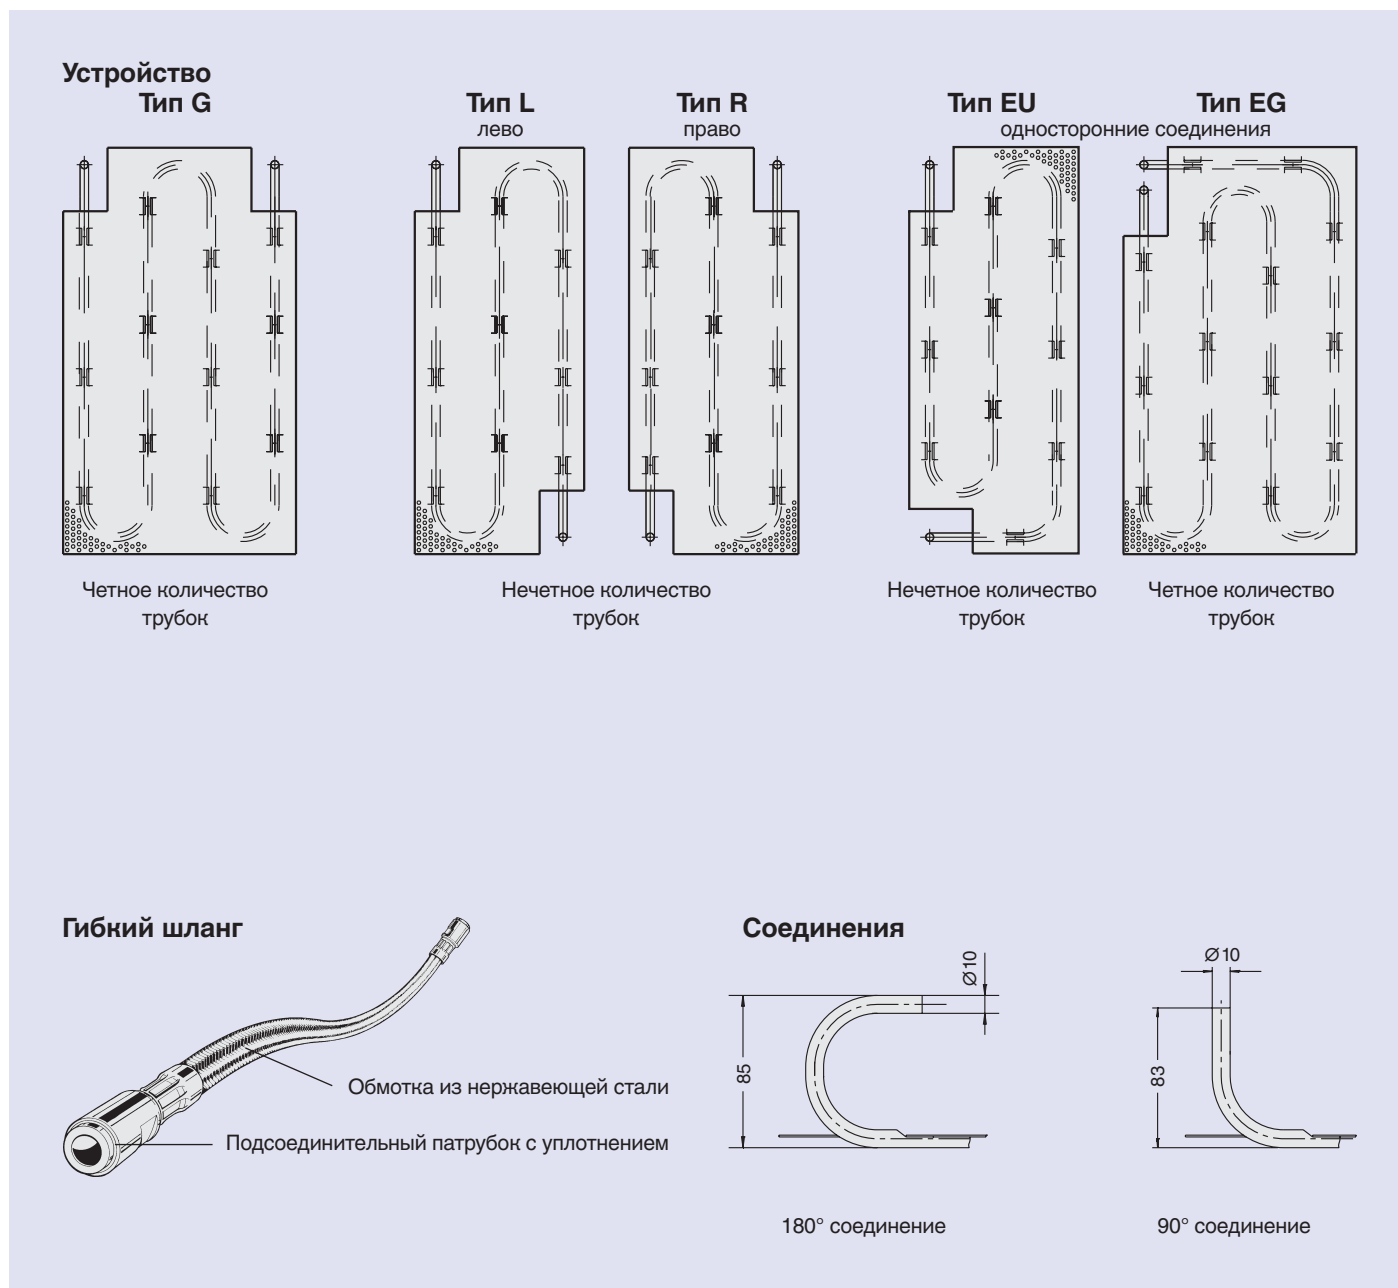 Устройство
Тип G
Тип L
лево
Тип R
право
Тип EU
Тип EG
односторонние соединения
Четное количество
трубок
Нечетное количество
трубок
Нечетное количество
трубок
Четное количество
трубок
Гибкий шланг
Обмотка из нержавеющей стали
Подсоединительный патрубок с уплотнением
Соединения
Ø10
85
180° соединение
Ø10
83
90° соединение